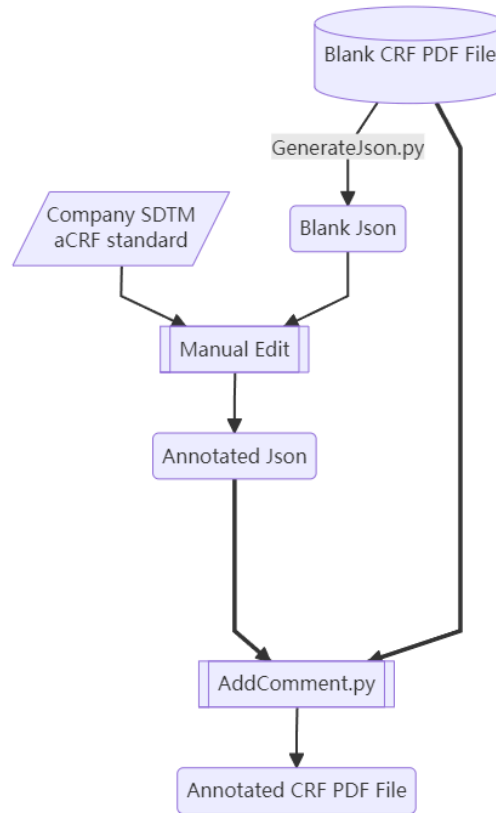 Blank CRF PDF File
GenerateJson.py
Company SDTM
aCRF standard
Blank Json
Manual Edit
Annotated Json
AddComment.py
Annotated CRF PDF File